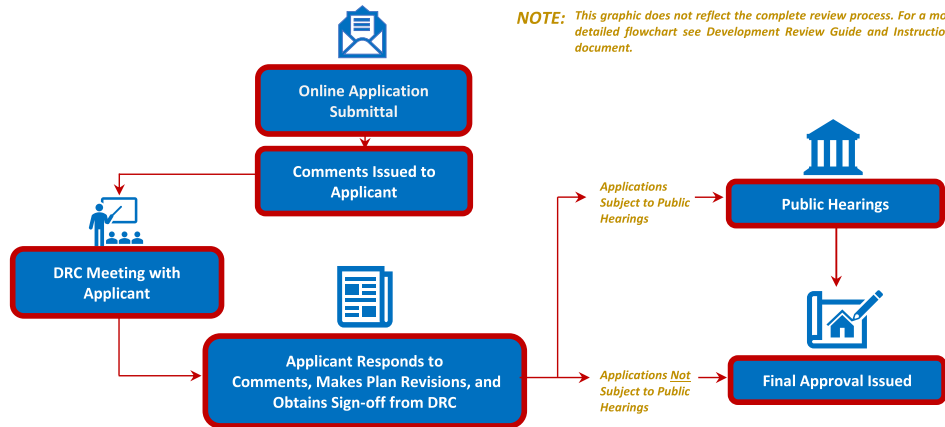 NOTE: This graphic does not reflect the complete review process. For a mo
detailed flowchart see Development Review Guide and Instruction
document.
Online Application
Submittal
Comments Issued to
Applicant
DRC Meeting with
Applicant
Applicant Responds to
Comments, Makes Plan Revisions, and
Obtains Sign-off from DRC
Applications
Subject to Public
Hearings
Public Hearings
Applications Not
Subject to Public
Hearings
Final Approval Issued